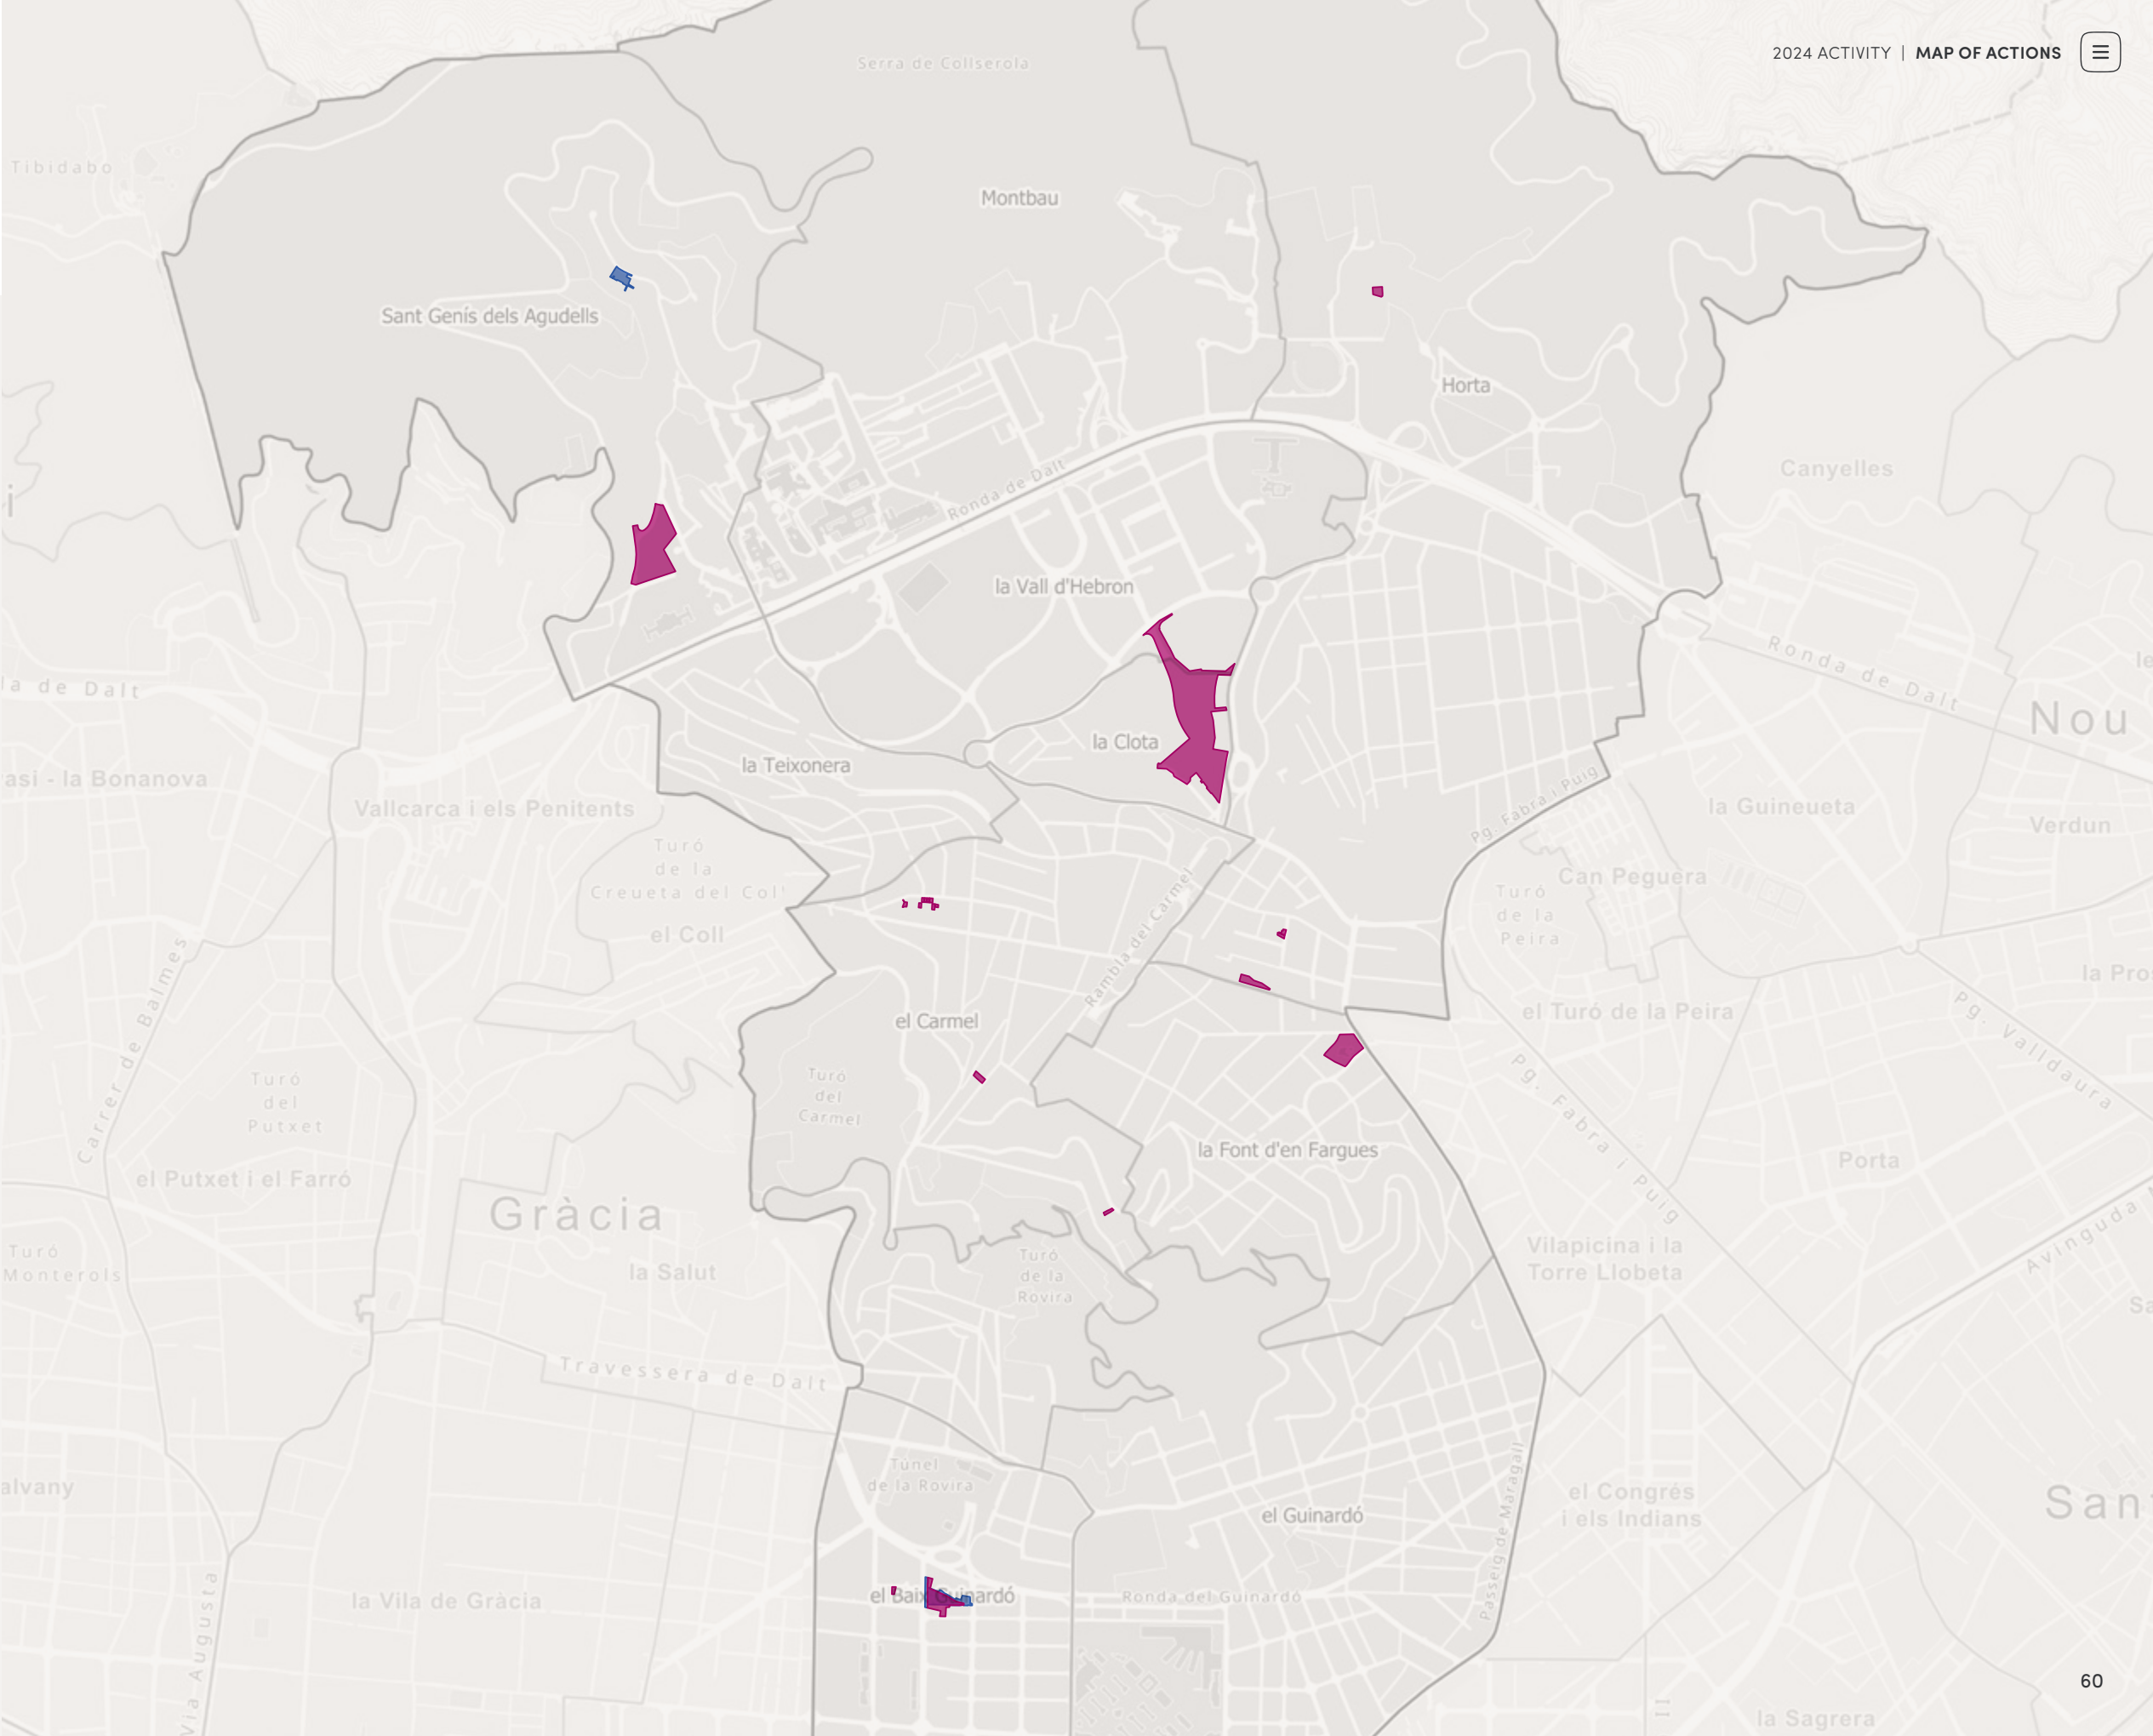 2024 ACTIVITY | MAP OF ACTIONS
Serra de Collserola
Tibidabo
Montbau
Sant Genís dels Agudells
Horta
Canyelles
Ronda de Dalt
la Vall d'Hebron
Ronda de Dalt
la de Dalt
Nou
la Clota
la Teixonera
asi - la Bonanova
Vallcarca i els Penitents
Pg. Fabra i Puig
la Guineueta
Verdun
Turó
de la
Creueta del Coll
Can Peguera
Turó
de la
Peira
el Coll
Rambla del Carmel
Carrer de Balmes
la Pros
el Turó de la Peira
el Carmel
Pg. Valldaura
Turó
del
Putxet
Turó
del
Carmel
Pg. Fabra i Puig
la Font d'en Fargues
Porta
el Putxet i el Farró
Gràcia
Turó
Monterols
la Salut
Turó
de la
Rovira
Vilapicina i la
Torre Llobeta
Avinguda
Travessera de Dalt
Túnel
de la Rovira
Passeig de Maragall
alvany
el Congrés
i els Indians
San
el Guinardó
el Baix Guinardó
Ronda del Guinardó
la Vila de Gràcia
Via Augusta
60
la Sagrera